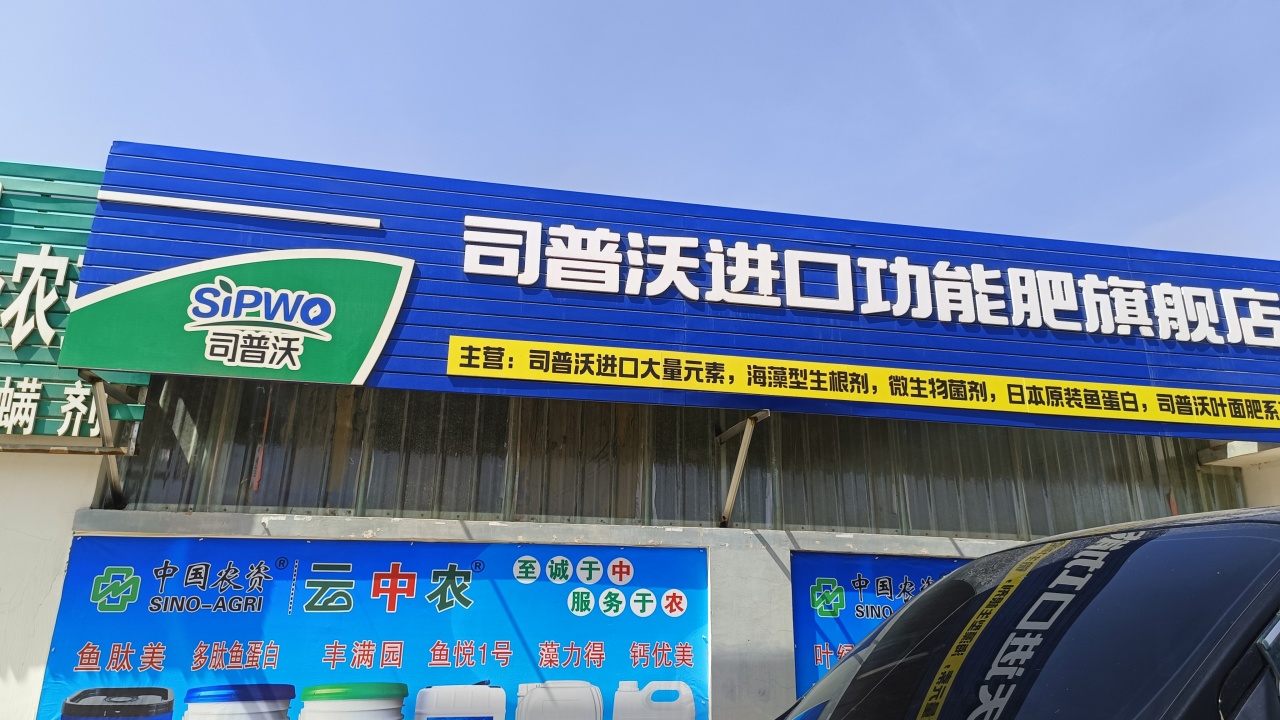 司普沃进口功能肥旗舰店
SiPWO
司普沃
主营：司普沃进口大量元素，海藻型生根剂，微生物菌剂，日本原装鱼蛋白，司普沃叶面肥系
农
螨剂
中国农资®
SINO-AGRI
云中农®
至诚于中
服务于农
鱼肽美 多肽鱼蛋白 丰满园 鱼悦1号 藻力得 钙优美
中国农
SINO
叶